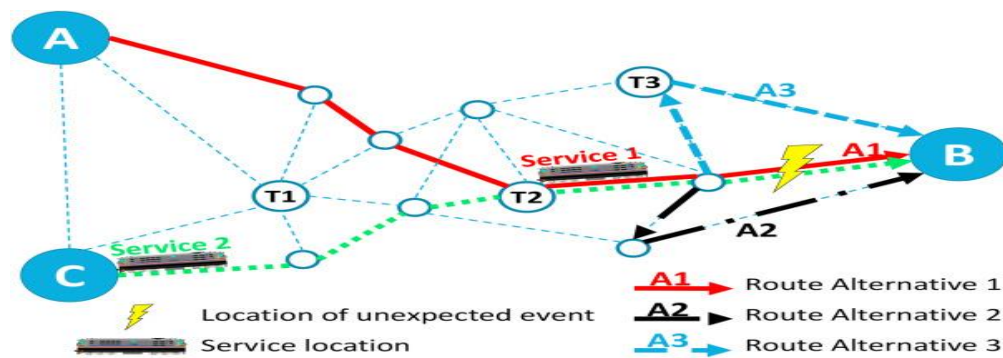 A
T3
A3
Service 1
A1
B
T1
T2
Service 2
A2
C
A1 Route Alternative 1
Location of unexpected event
A2 Route Alternative 2
Service location
A3 Route Alternative 3